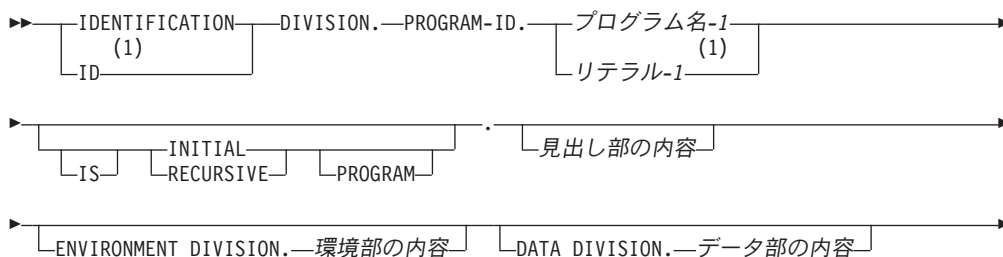 IDENTIFICATION DIVISION. PROGRAM-ID. プログラム名-1
(1) (1)
ID リテラル-1
.
INITIAL 見出し部の内容
IS RECURSIVE PROGRAM
ENVIRONMENT DIVISION. 環境部の内容 DATA DIVISION. データ部の内容